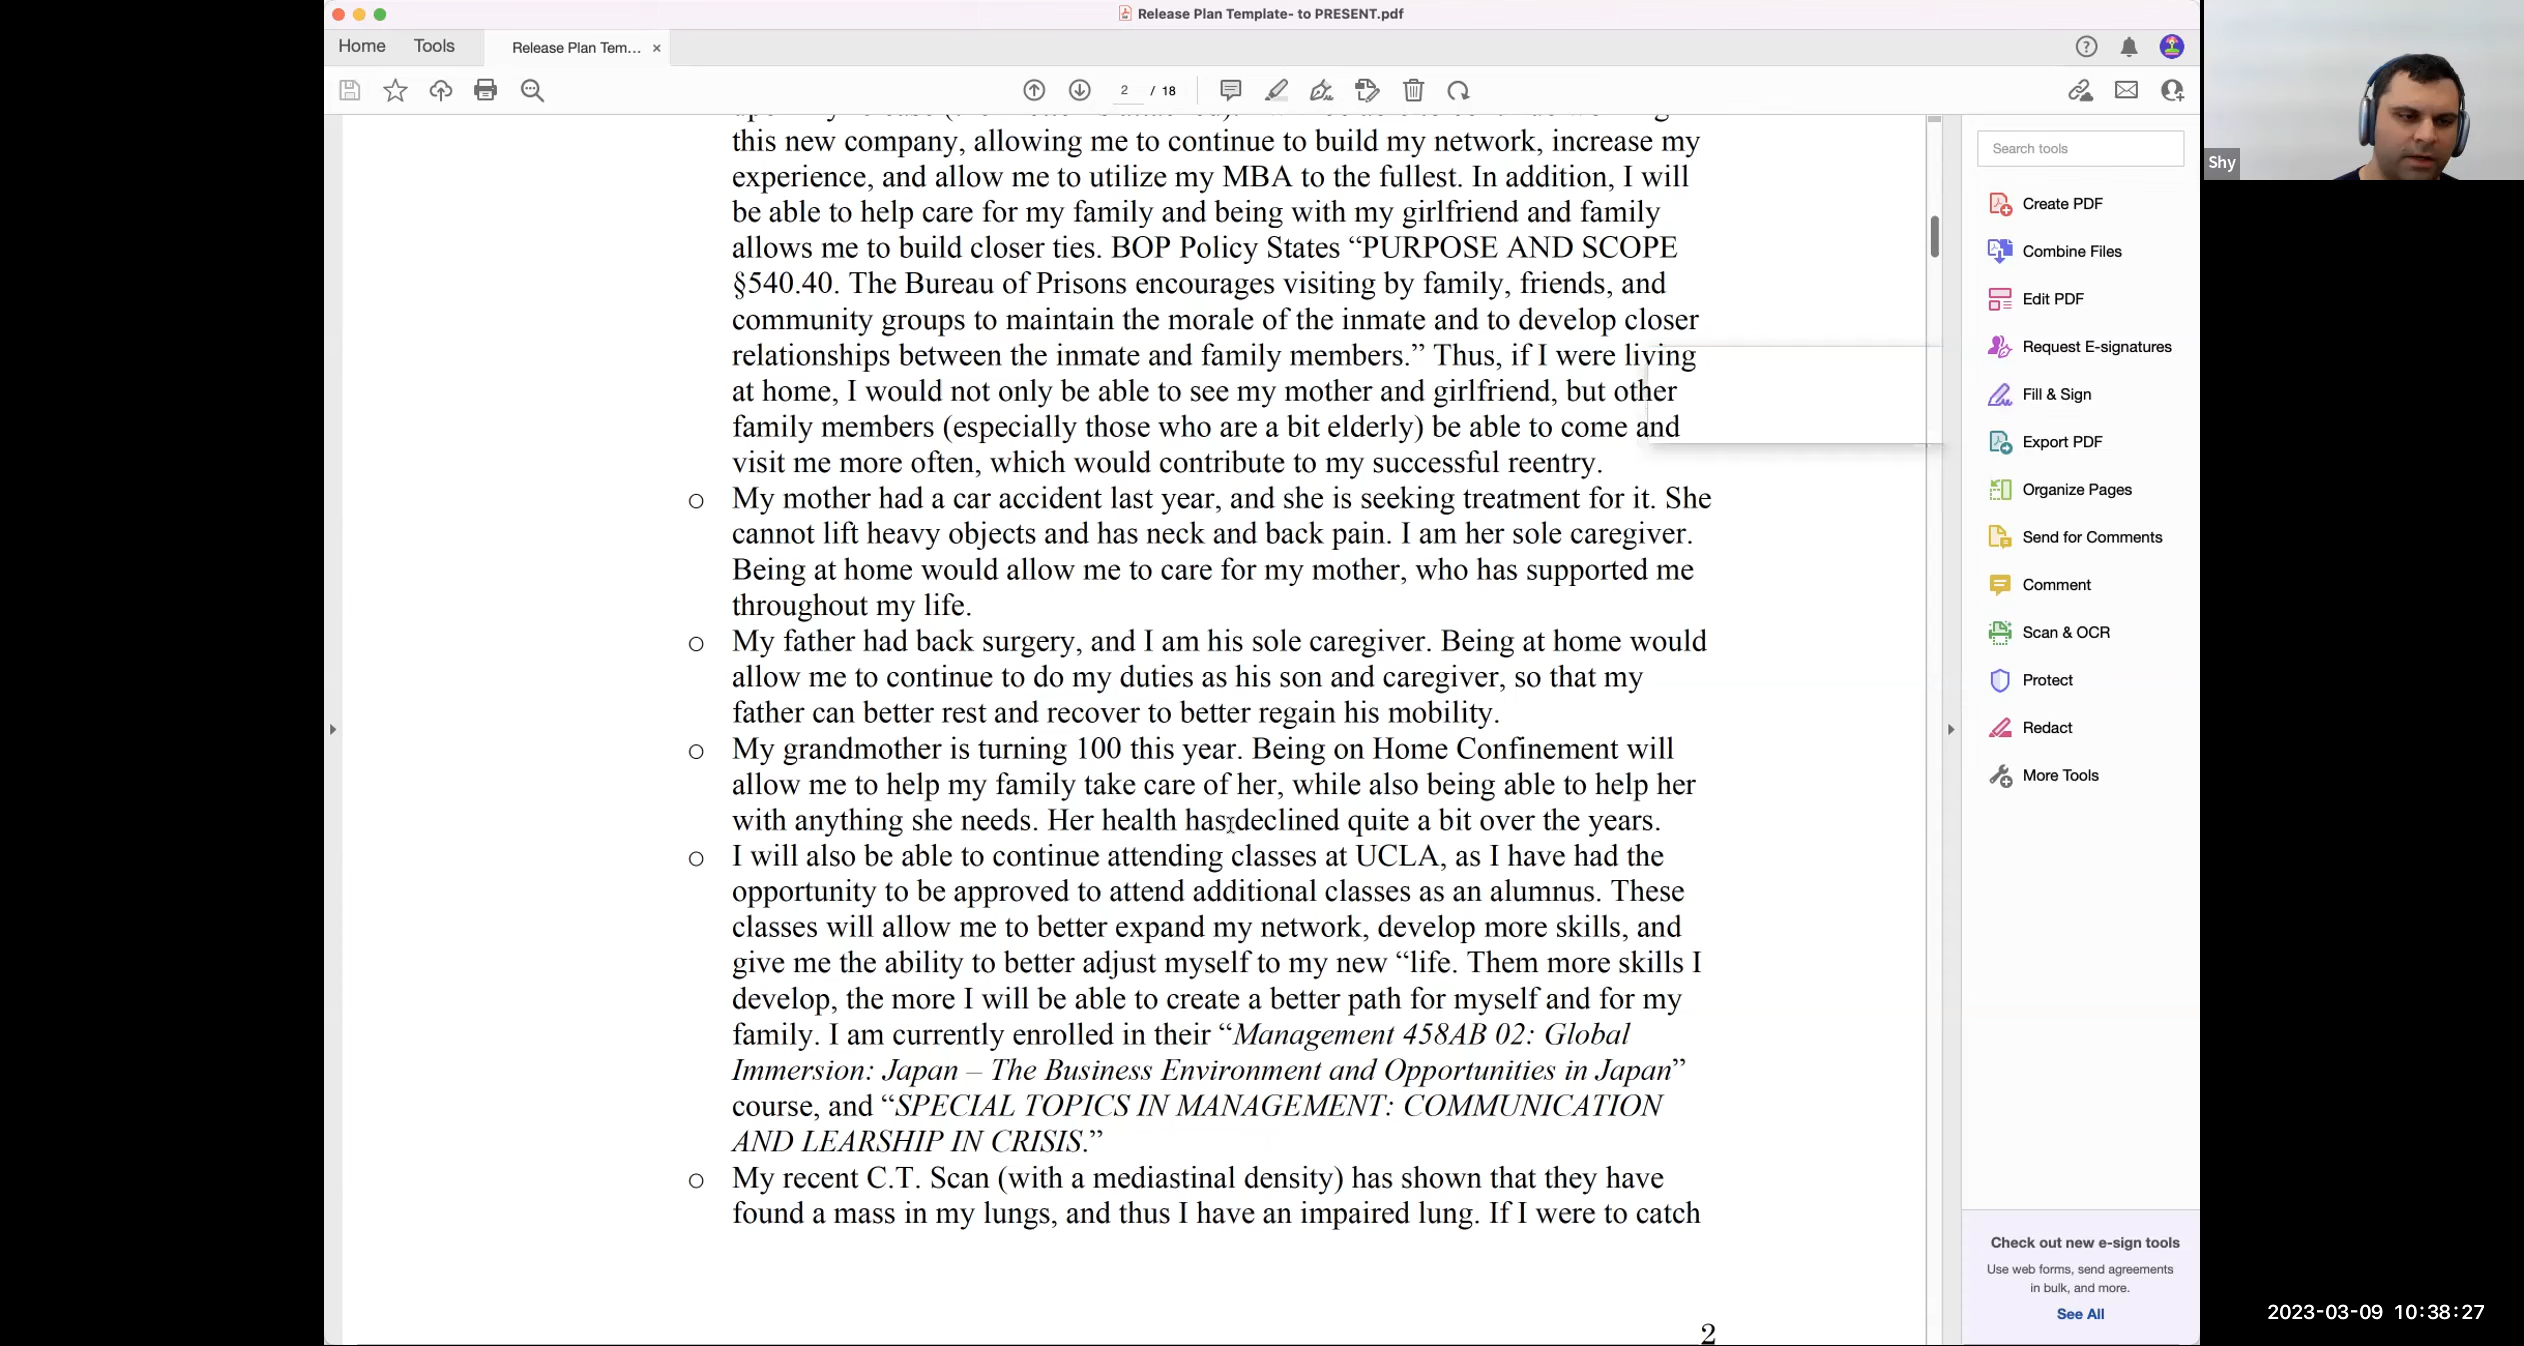 Release Plan Template- to PRESENT.pdf
Home
Tools
Release Plan Tem... ×
2 / 18
this new company, allowing me to continue to build my network, increase my
experience, and allow me to utilize my MBA to the fullest. In addition, I will
be able to help care for my family and being with my girlfriend and family
allows me to build closer ties. BOP Policy States “PURPOSE AND SCOPE
§540.40. The Bureau of Prisons encourages visiting by family, friends, and
community groups to maintain the morale of the inmate and to develop closer
relationships between the inmate and family members.” Thus, if I were living
at home, I would not only be able to see my mother and girlfriend, but other
family members (especially those who are a bit elderly) be able to come and
visit me more often, which would contribute to my successful reentry.
o My mother had a car accident last year, and she is seeking treatment for it. She
cannot lift heavy objects and has neck and back pain. I am her sole caregiver.
Being at home would allow me to care for my mother, who has supported me
throughout my life.
o My father had back surgery, and I am his sole caregiver. Being at home would
allow me to continue to do my duties as his son and caregiver, so that my
father can better rest and recover to better regain his mobility.
o My grandmother is turning 100 this year. Being on Home Confinement will
allow me to help my family take care of her, while also being able to help her
with anything she needs. Her health has declined quite a bit over the years.
o I will also be able to continue attending classes at UCLA, as I have had the
opportunity to be approved to attend additional classes as an alumnus. These
classes will allow me to better expand my network, develop more skills, and
give me the ability to better adjust myself to my new “life. Them more skills I
develop, the more I will be able to create a better path for myself and for my
family. I am currently enrolled in their “Management 458AB 02: Global
Immersion: Japan – The Business Environment and Opportunities in Japan”
course, and “SPECIAL TOPICS IN MANAGEMENT: COMMUNICATION
AND LEARSHIP IN CRISIS.”
o My recent C.T. Scan (with a mediastinal density) has shown that they have
found a mass in my lungs, and thus I have an impaired lung. If I were to catch
2
Search tools
Create PDF
Combine Files
Edit PDF
Request E-signatures
Fill & Sign
Export PDF
Organize Pages
Send for Comments
Comment
Scan & OCR
Protect
Redact
More Tools
Check out new e-sign tools
Use web forms, send agreements
in bulk, and more.
See All
Shy
2023-03-09 10:38:27